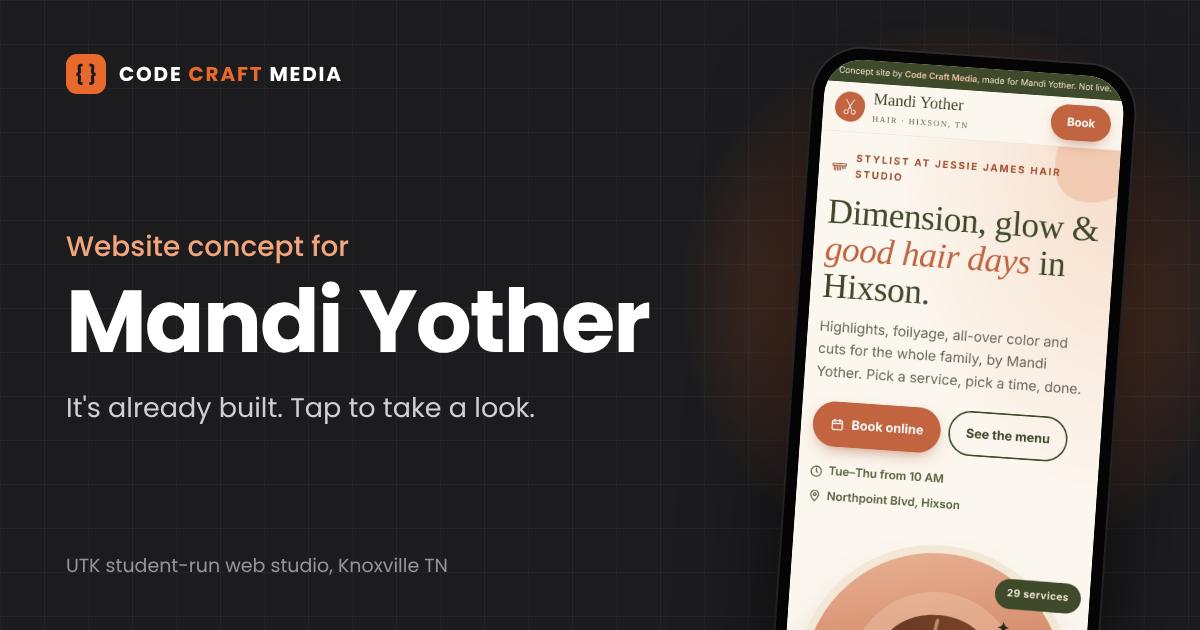 { } CODE CRAFT MEDIA
Website concept for
Mandi Yother
It's already built. Tap to take a look.
UTK student-run web studio, Knoxville TN
Concept site by Code Craft Media, made for Mandi Yother. Not live.
Mandi Yother
HAIR · HIXSON, TN
Book
STYLIST AT JESSIE JAMES HAIR
STUDIO
Dimension, glow &
good hair days in
Hixson.
Highlights, foilyage, all-over color and
cuts for the whole family, by Mandi
Yother. Pick a service, pick a time, done.
Book online
See the menu
Tue–Thu from 10 AM
Northpoint Blvd, Hixson
29 services